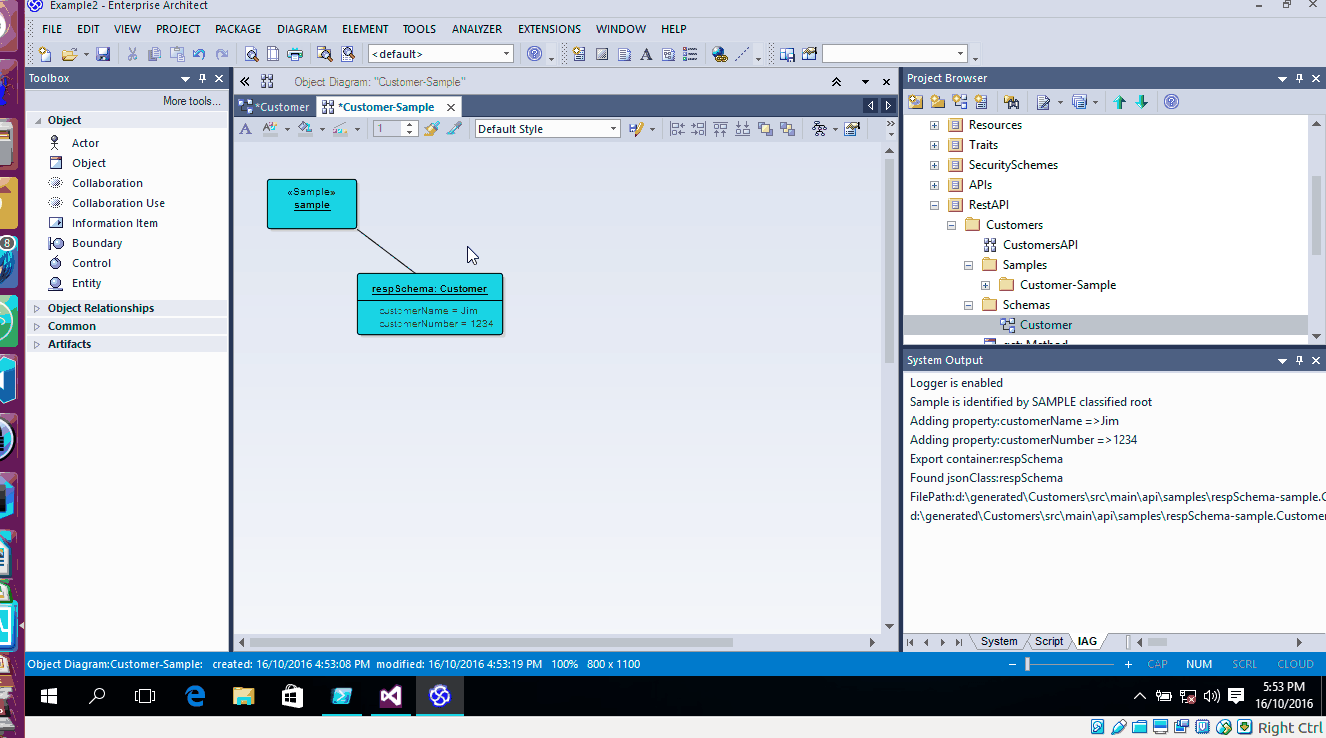 Example2 - Enterprise Architect
FILE EDIT VIEW PROJECT PACKAGE DIAGRAM ELEMENT TOOLS ANALYZER EXTENSIONS WINDOW HELP
<default>
Toolbox
More tools...
Object
Actor
Object
Collaboration
Collaboration Use
Information Item
Boundary
Control
Entity
Object Relationships
Common
Artifacts
Object Diagram: "Customer-Sample"
*Customer
*Customer-Sample
1
Default Style
«Sample»
sample
respSchema: Customer
customerName = Jim
customerNumber = 1234
Project Browser
Resources
Traits
SecuritySchemes
APIs
RestAPI
Customers
CustomersAPI
Samples
Customer-Sample
Schemas
Customer
System Output
Logger is enabled
Sample is identified by SAMPLE classified root
Adding property:customerName =>Jim
Adding property:customerNumber =>1234
Export container:respSchema
Found jsonClass:respSchema
FilePath:d:\generated\Customers\src\main\api\samples\respSchema-sample.C
d:\generated\Customers\src\main\api\samples\respSchema-sample.Customer
System Script IAG
Object Diagram:Customer-Sample: created: 16/10/2016 4:53:08 PM modified: 16/10/2016 4:53:19 PM 100% 800 x 1100
CAP NUM SCRL CLOUD
5:53 PM
16/10/2016
Right Ctrl